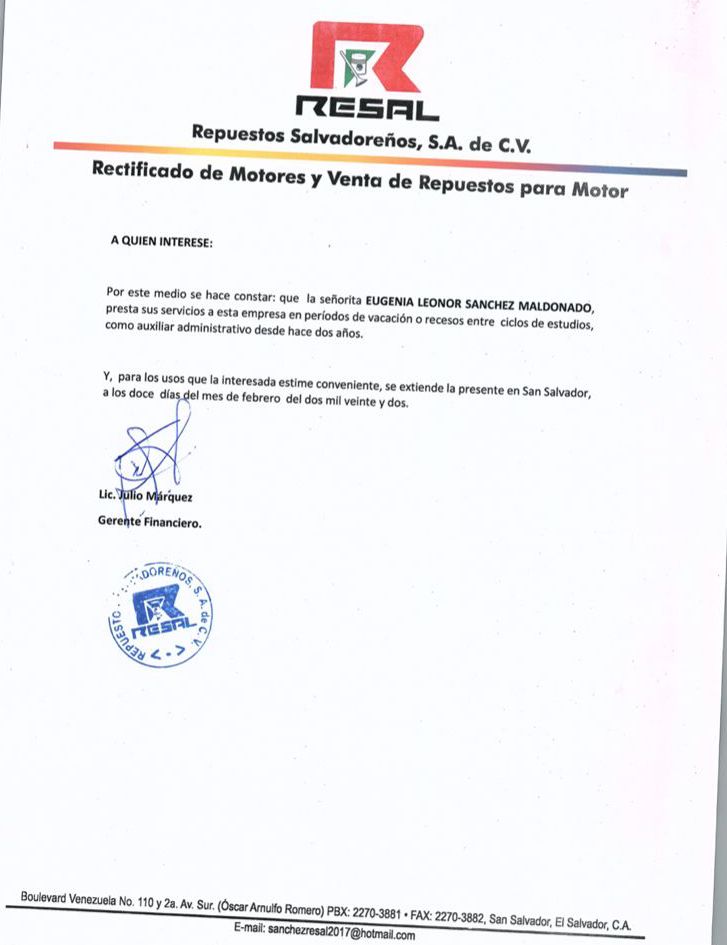 RESAL
Repuestos Salvadoreños, S.A. de C.V.
Rectificado de Motores y Venta de Repuestos para Motor
A QUIEN INTERESE:
Por este medio se hace constar: que la señorita EUGENIA LEONOR SANCHEZ MALDONADO,
presta sus servicios a esta empresa en períodos de vacación o recesos entre ciclos de estudios,
como auxiliar administrativo desde hace dos años.
Y, para los usos que la interesada estime conveniente, se extiende la presente en San Salvador,
a los doce días del mes de febrero del dos mil veinte y dos.
Lic. Julio Márquez
Gerente Financiero.
REPUESTO
ADOREÑOS, S. A. de C. V.
RESAL
Boulevard Venezuela No. 110 y 2a. Av. Sur. (Óscar Arnulfo Romero) PBX: 2270-3881 • FAX: 2270-3882, San Salvador, El Salvador, C.A.
E-mail: sanchezresal2017@hotmail.com